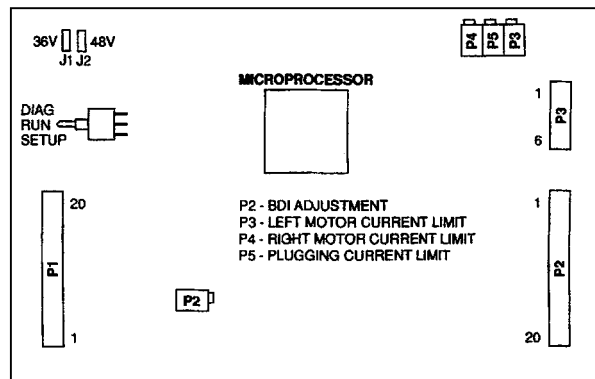 36V 48V
J1 J2
P4 P5 P3
MICROPROCESSOR
DIAG
RUN
SETUP
1
P3
6
20
P1
1
P2 - BDI ADJUSTMENT
P3 - LEFT MOTOR CURRENT LIMIT
P4 - RIGHT MOTOR CURRENT LIMIT
P5 - PLUGGING CURRENT LIMIT
P2
1
P2
20